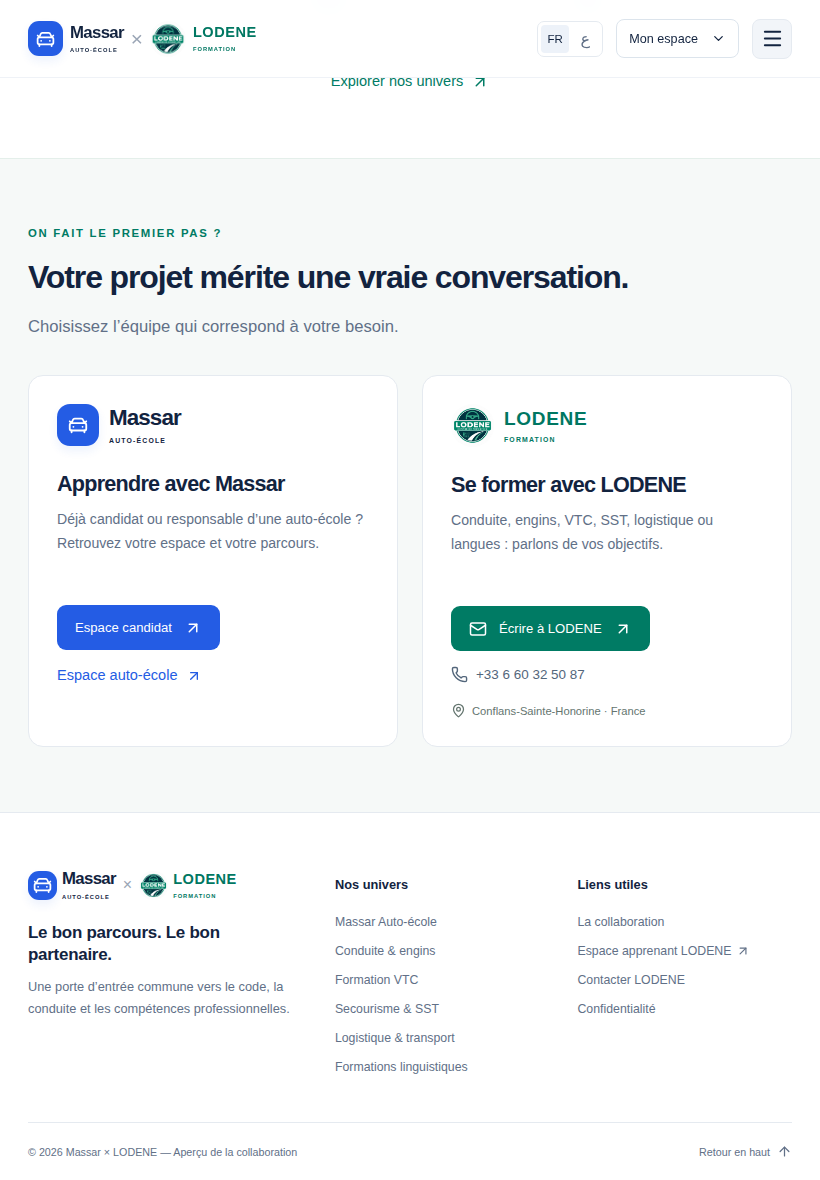 Massar
AUTO-ÉCOLE
×
LODENE
LODENE
FORMATION
FR
ع
Mon espace
Explorer nos univers
ON FAIT LE PREMIER PAS ?
Votre projet mérite une vraie conversation.
Choisissez l’équipe qui correspond à votre besoin.
Massar
AUTO-ÉCOLE
Apprendre avec Massar
Déjà candidat ou responsable d’une auto-école ?
Retrouvez votre espace et votre parcours.
Espace candidat
Espace auto-école
LODENE
LODENE
FORMATION
Se former avec LODENE
Conduite, engins, VTC, SST, logistique ou
langues : parlons de vos objectifs.
Écrire à LODENE
+33 6 60 32 50 87
Conflans-Sainte-Honorine · France
Massar
AUTO-ÉCOLE
×
LODENE
LODENE
FORMATION
Le bon parcours. Le bon
partenaire.
Une porte d’entrée commune vers le code, la
conduite et les compétences professionnelles.
Nos univers
Massar Auto-école
Conduite & engins
Formation VTC
Secourisme & SST
Logistique & transport
Formations linguistiques
Liens utiles
La collaboration
Espace apprenant LODENE
Contacter LODENE
Confidentialité
© 2026 Massar × LODENE — Aperçu de la collaboration
Retour en haut